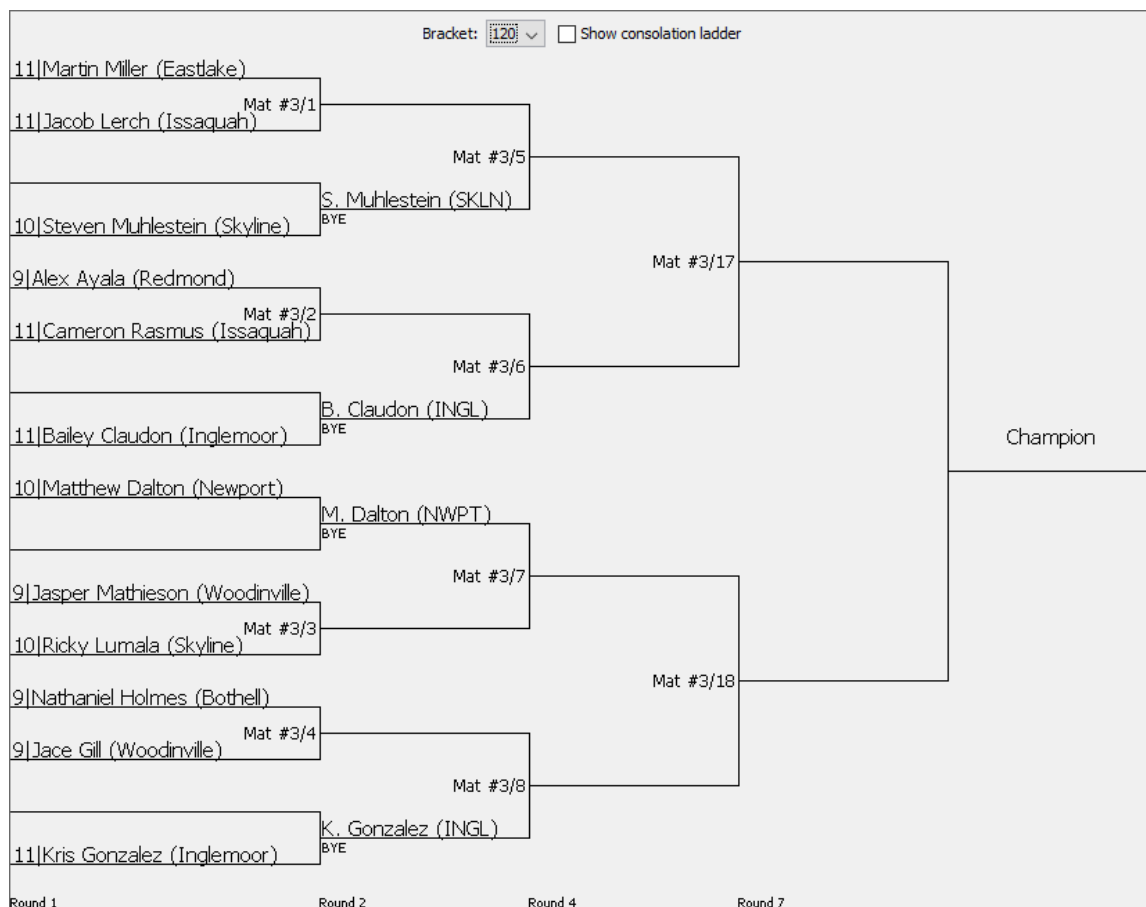 Bracket: 120 Show consolation ladder
11|Martin Miller (Eastlake)
Mat #3/1
11|Jacob Lerch (Issaquah)
Mat #3/5
S. Muhlestein (SKLN)
BYE
10|Steven Muhlestein (Skyline)
Mat #3/17
9|Alex Ayala (Redmond)
Mat #3/2
11|Cameron Rasmus (Issaquah)
Mat #3/6
B. Claudon (INGL)
BYE
11|Bailey Claudon (Inglemoor)
Champion
10|Matthew Dalton (Newport)
M. Dalton (NWPT)
BYE
Mat #3/7
9|Jasper Mathieson (Woodinville)
Mat #3/3
10|Ricky Lumala (Skyline)
Mat #3/18
9|Nathaniel Holmes (Bothell)
Mat #3/4
9|Jace Gill (Woodinville)
Mat #3/8
K. Gonzalez (INGL)
BYE
11|Kris Gonzalez (Inglemoor)
Round 1 Round 2 Round 4 Round 7